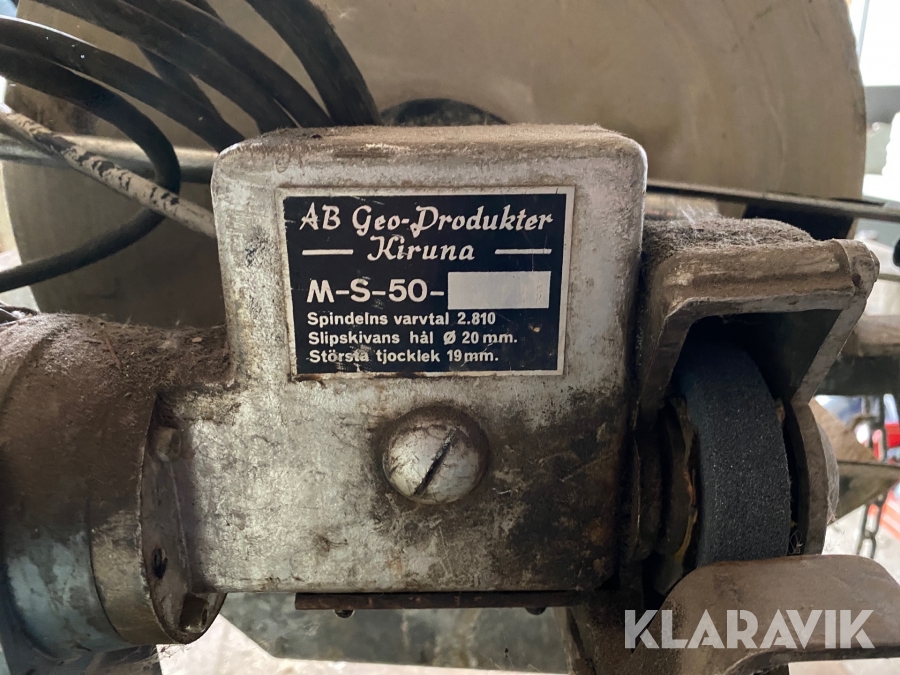 AB Geo-Produkter
Kiruna
M-S-50-
Spindelns varvtal 2.810
Slipskivans hål Ø 20 mm.
Största tjocklek 19 mm.
KLARAVIK